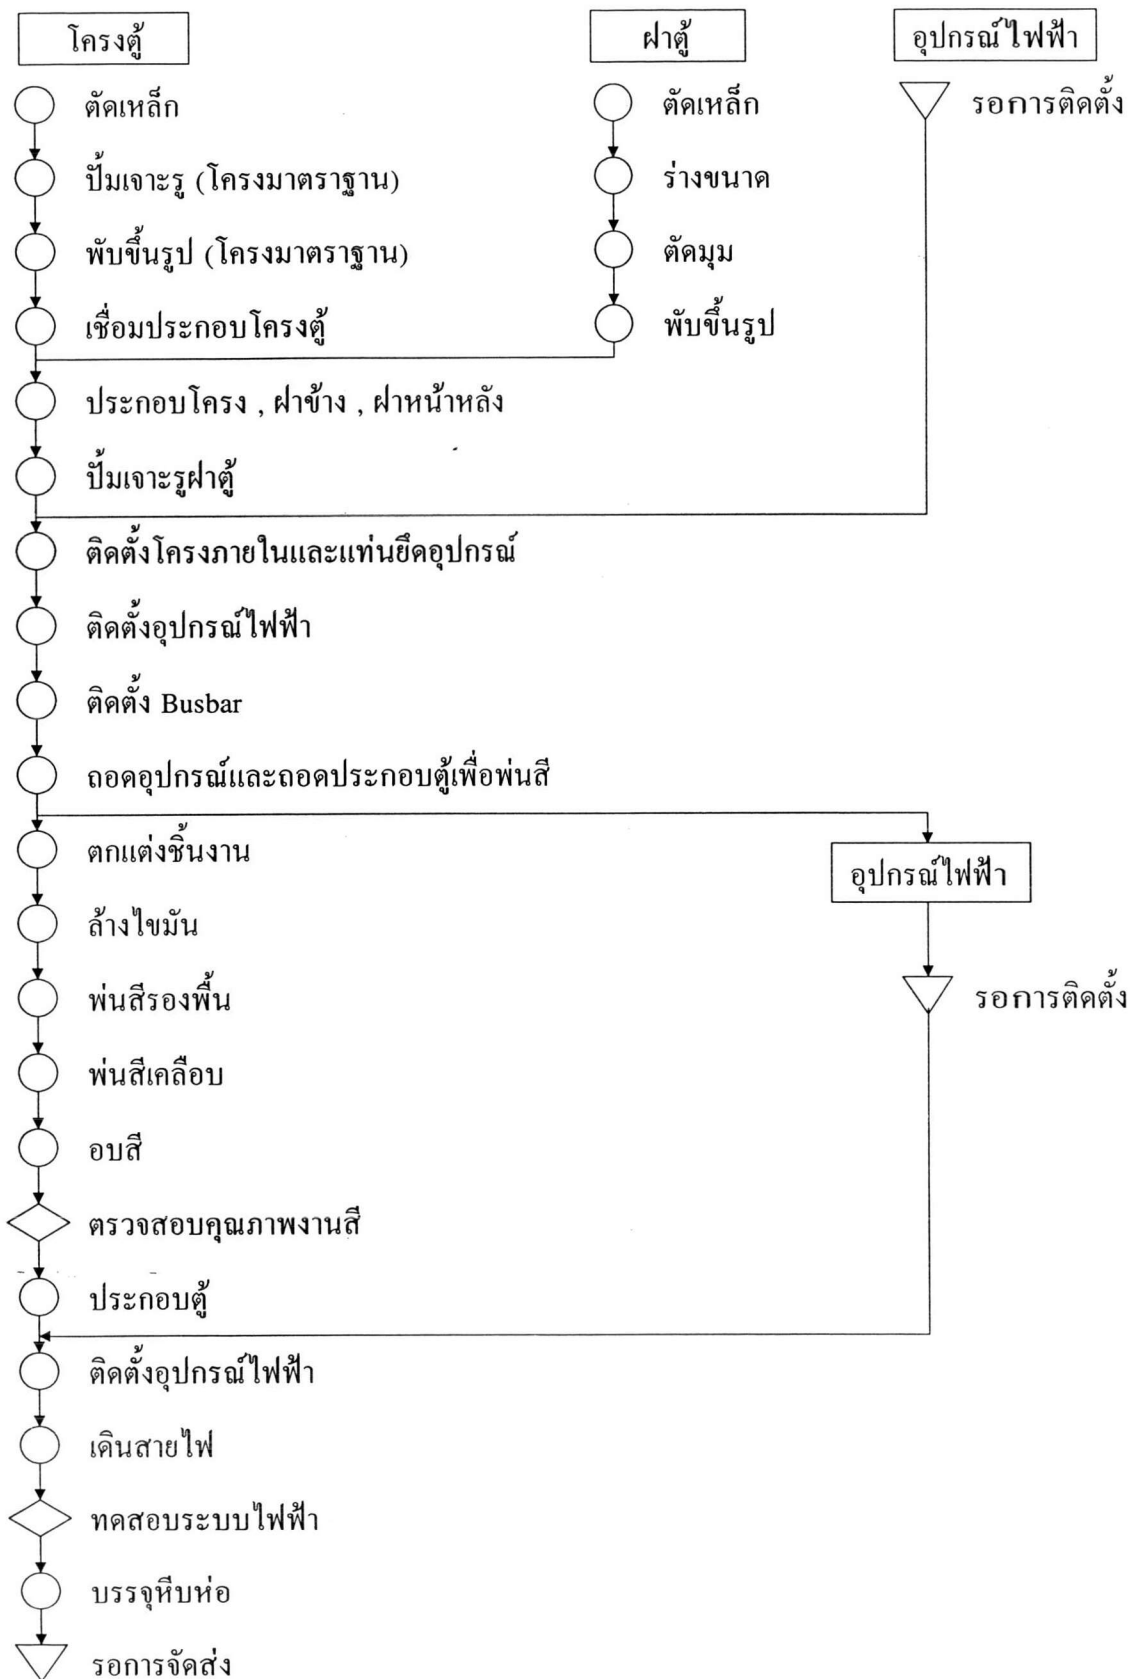 โครงตู้
ฝาตู้
อุปกรณ์ไฟฟ้า
ตัดเหล็ก
ตัดเหล็ก
รอการติดตั้ง
ปั้มเจาะรู (โครงมาตราฐาน)
ร่างขนาด
พับขึ้นรูป (โครงมาตราฐาน)
ตัดมุม
เชื่อมประกอบโครงตู้
พับขึ้นรูป
ประกอบโครง , ฝาข้าง , ฝาหน้าหลัง
ปั้มเจาะรูฝาตู้
ติดตั้งโครงภายในและแท่นยึดอุปกรณ์
ติดตั้งอุปกรณ์ไฟฟ้า
ติดตั้ง Busbar
ถอดอุปกรณ์และถอดประกอบตู้เพื่อพ่นสี
ตกแต่งชิ้นงาน
อุปกรณ์ไฟฟ้า
ล้างไขมัน
พ่นสีรองพื้น
รอการติดตั้ง
พ่นสีเคลือบ
อบสี
ตรวจสอบคุณภาพงานสี
ประกอบตู้
ติดตั้งอุปกรณ์ไฟฟ้า
เดินสายไฟ
ทดสอบระบบไฟฟ้า
บรรจุหีบห่อ
รอการจัดส่ง